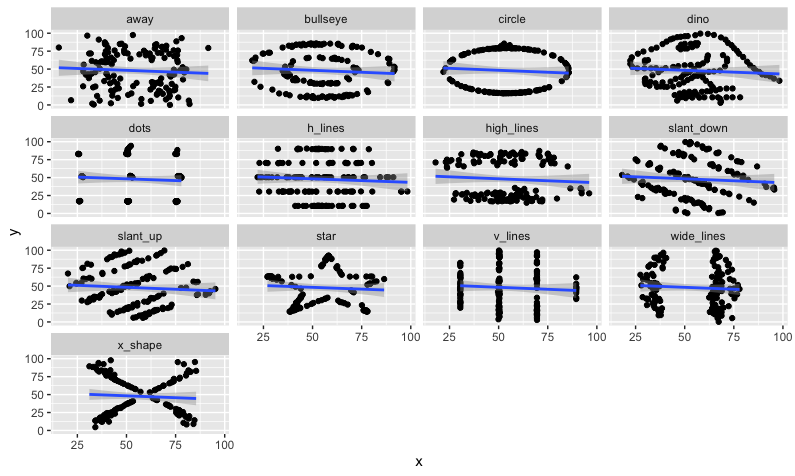 away bullseye circle dino
100
75
50
25
0
dots h_lines high_lines slant_down
100
75
50
25
0
y
slant_up star v_lines wide_lines
100
75
50
25
0
25 50 75 100 25 50 75 100 25 50 75 100
x_shape
100
75
50
25
0
25 50 75 100
x